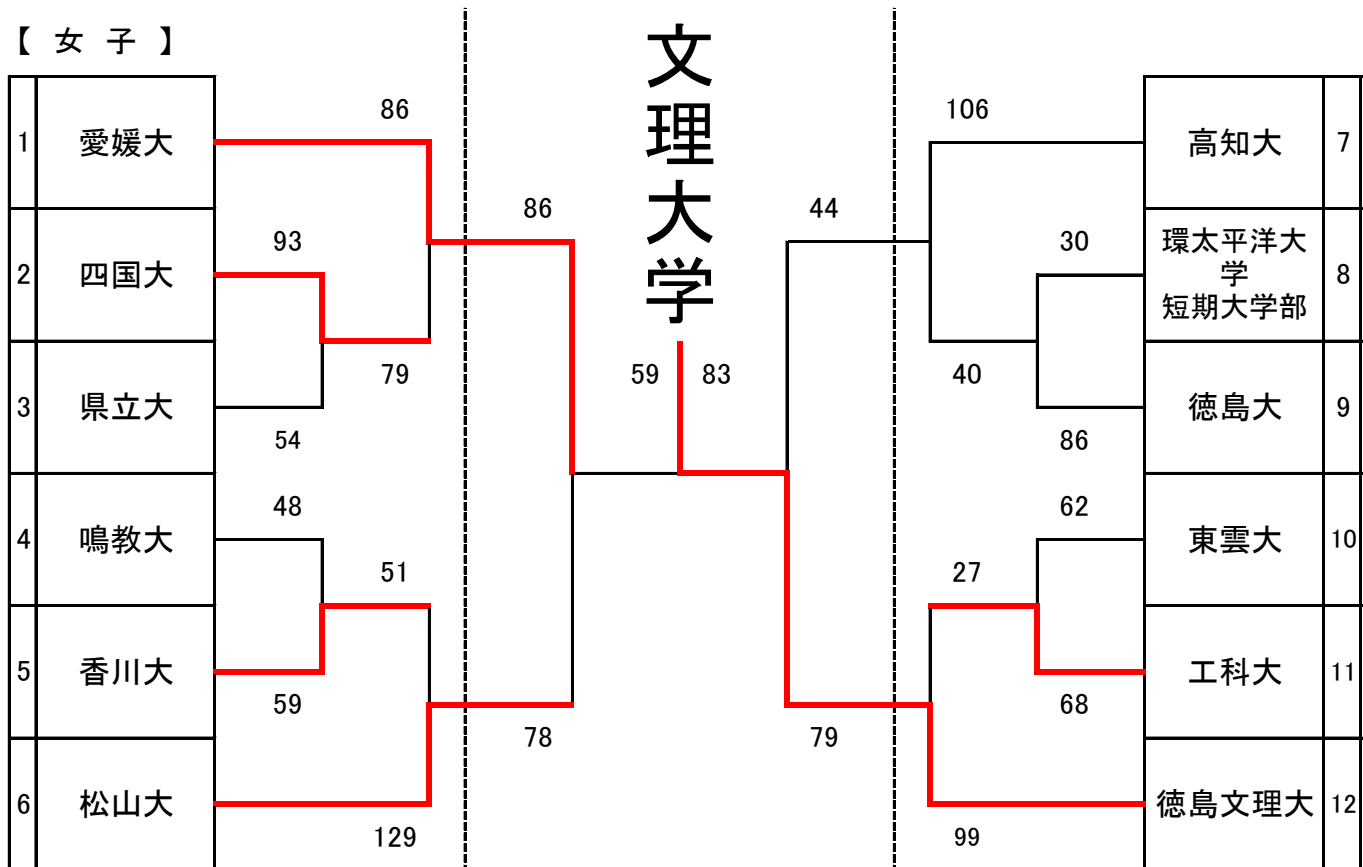 【 女 子 】
文理大学
1 愛媛大
2 四国大
3 県立大
4 鳴教大
5 香川大
6 松山大
86
93
79
54
48
51
59
129
86
78
59 83
44
79
106
30
40
86
62
27
68
99
高知大 7
環太平洋大
学
短期大学部
8
徳島大 9
東雲大 10
工科大 11
徳島文理大 12